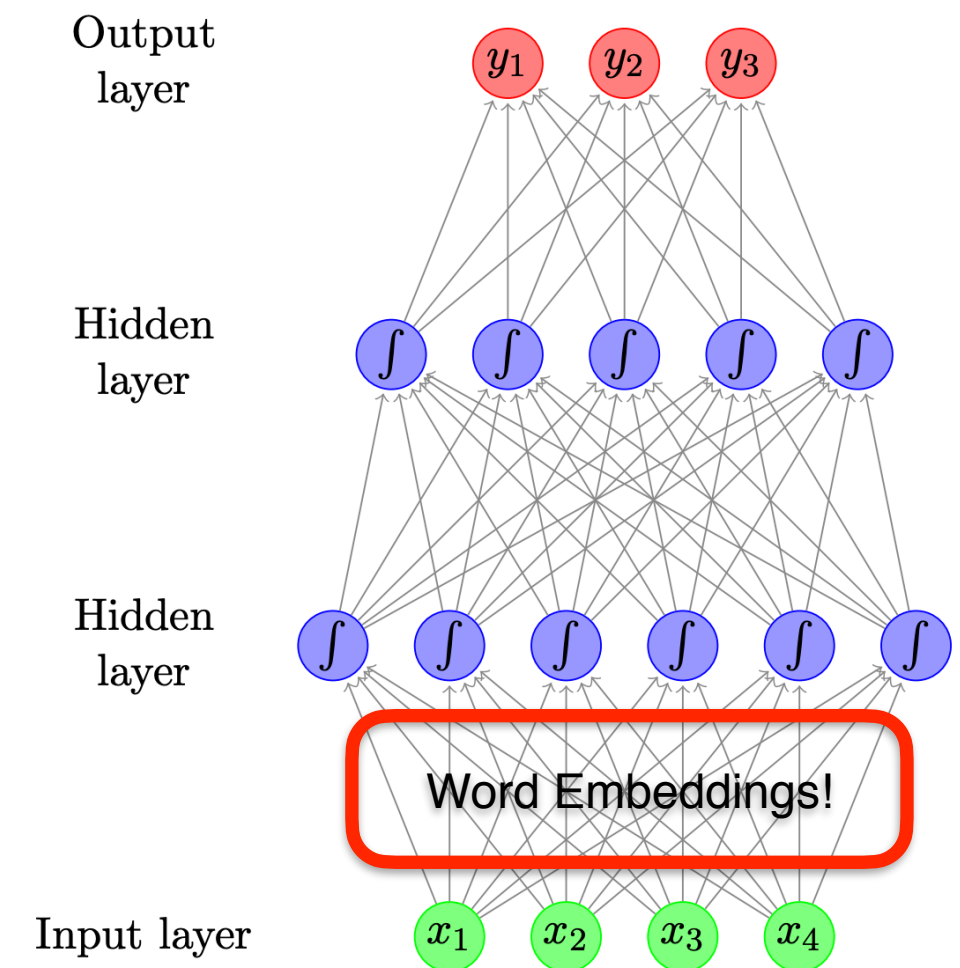 Output
layer
y₁ y₂ y₃
Hidden
layer
∫ ∫ ∫ ∫ ∫
Hidden
layer
∫ ∫ ∫ ∫ ∫ ∫
Word Embeddings!
Input layer
x₁ x₂ x₃ x₄